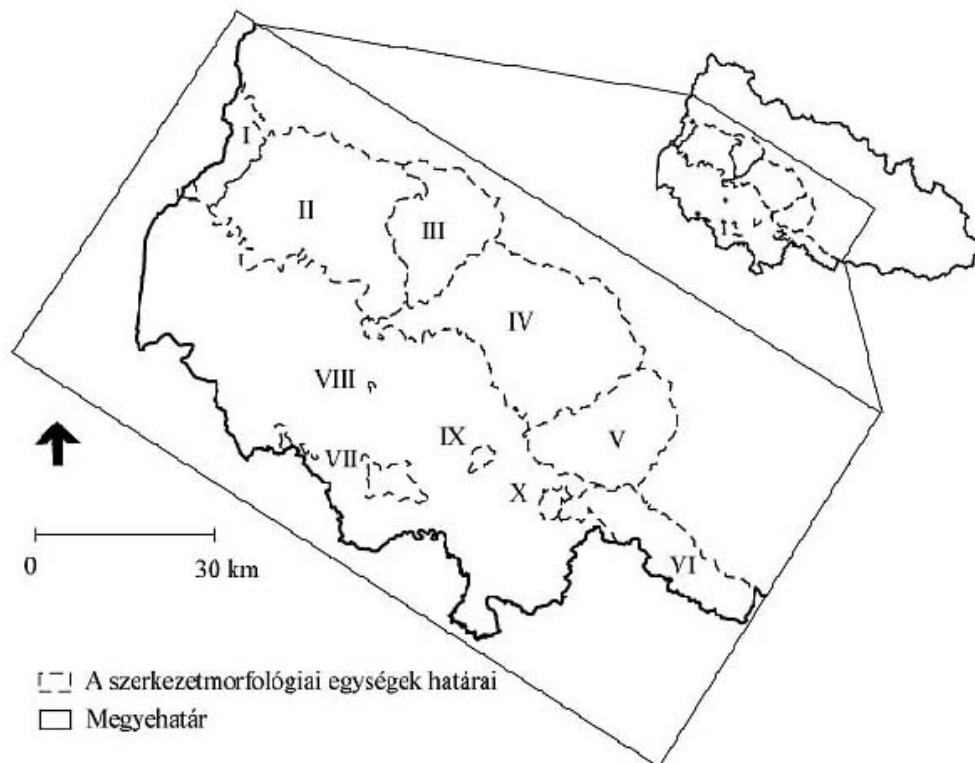 I
II
III
IV
VIII
IX
V
VII
X
VI
0 30 km
A szerkezetmorfológiai egységek határai
Megyehatár